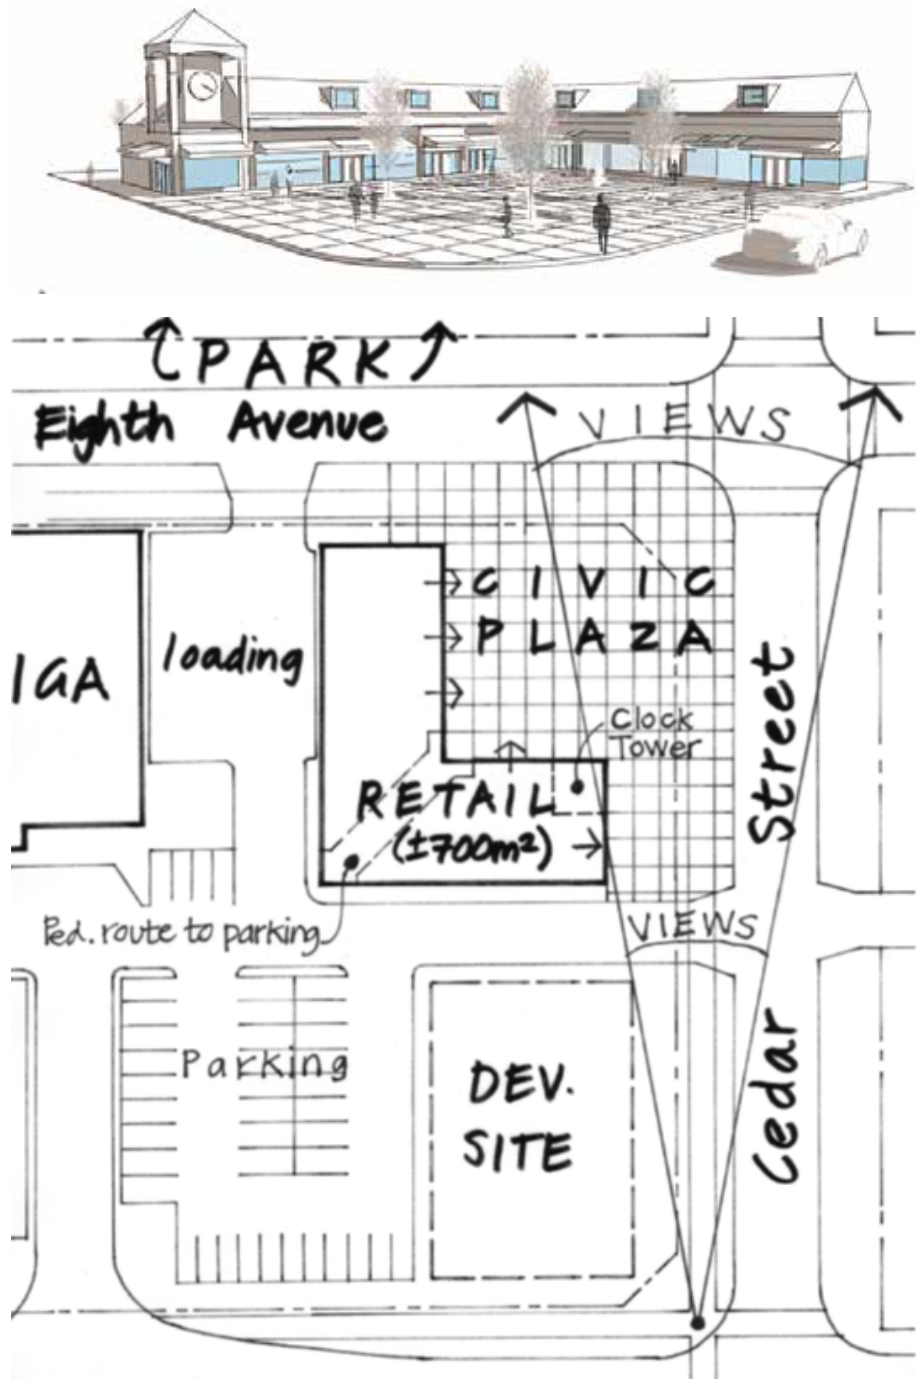 PARK
Eighth Avenue
VIEWS
CIVIC
PLAZA
IGA
loading
Clock
Tower
Street
RETAIL
(±700m²)
Ped. route to parking
VIEWS
Parking
DEV.
SITE
Cedar